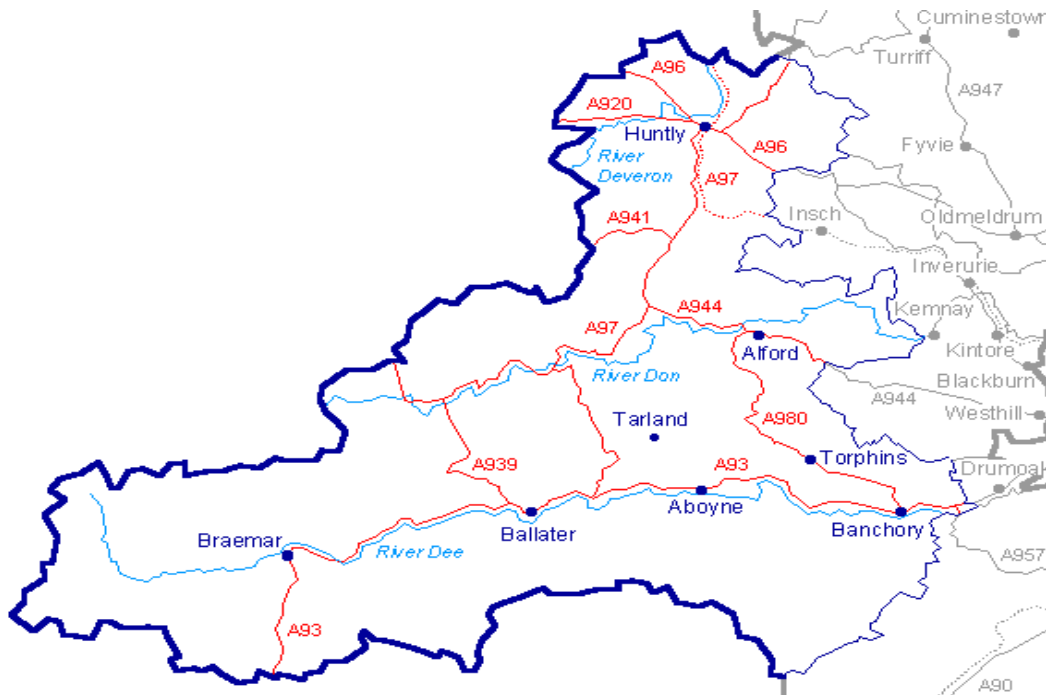 Cuminestown
Turriff
A96
A947
A920
Huntly
A96
Fyvie
River
Deveron
A97
A941
Insch
Oldmeldrum
Inverurie
A944
Kemnay
A97
Alford
Kintore
River Don
Blackburn
A944
Westhill
Tarland
A980
A939
A93
Torphins
Drumoak
Aboyne
Ballater
Banchory
Braemar
River Dee
A957
A93
A90